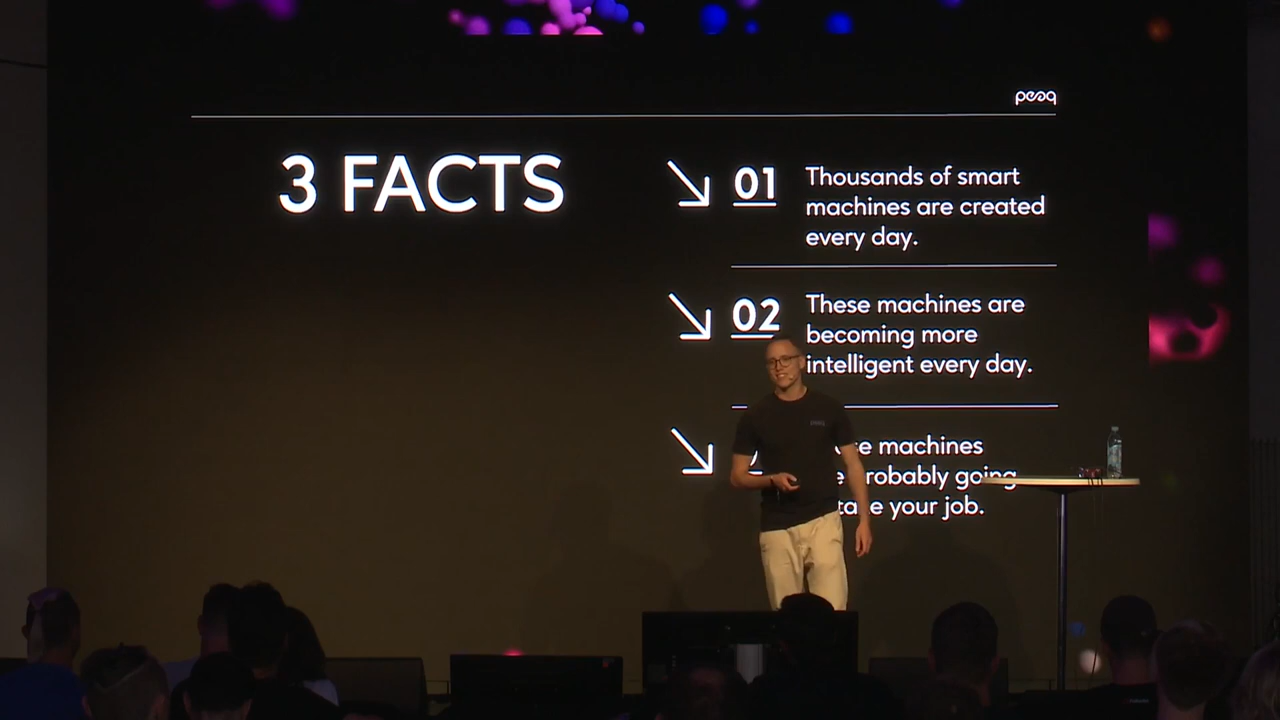 peaq
3 FACTS
01
Thousands of smart
machines are created
every day.
02
These machines are
becoming more
intelligent every day.
machines
probably going
your job.